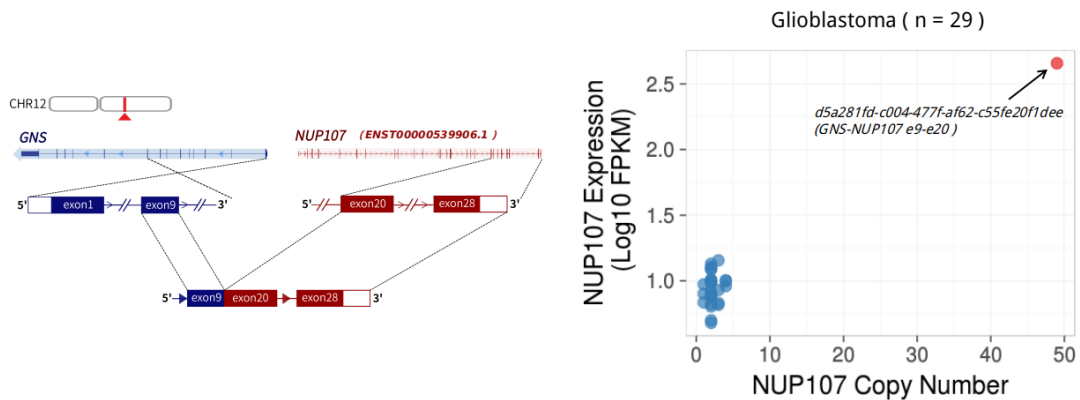 CHR12
GNS
NUP107 (ENST00000539906.1)
5' exon1 exon9 3'
5' exon20 exon28 3'
5' exon9 exon20 exon28 3'
Glioblastoma ( n = 29 )
NUP107 Expression
(Log10 FPKM)
2.5
2.0
1.5
1.0
d5a281fd-c004-477f-af62-c55fe20f1dee
(GNS-NUP107 e9-e20 )
0 10 20 30 40 50
NUP107 Copy Number